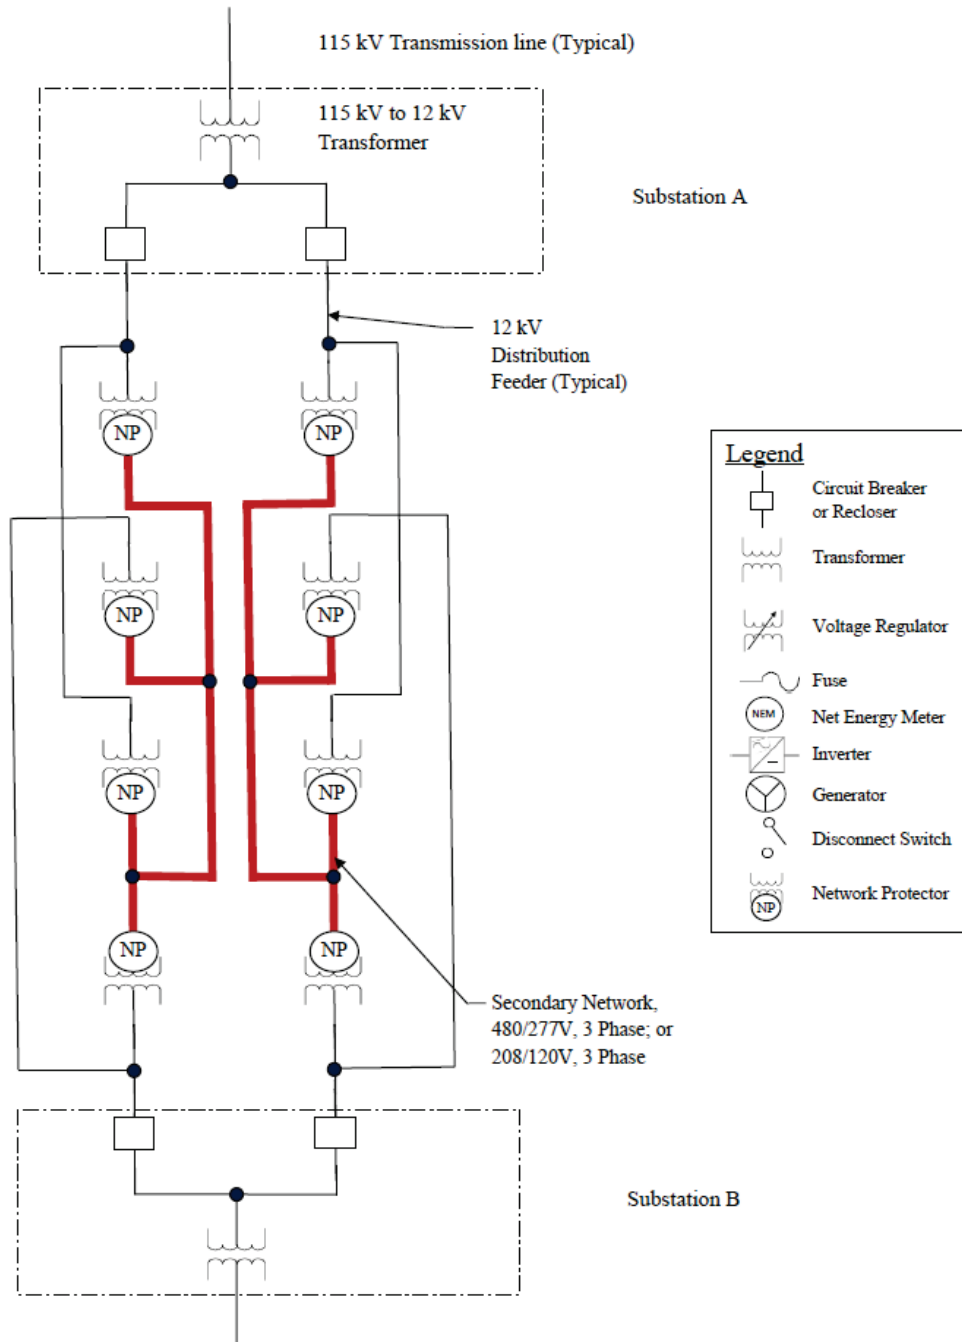 115 kV Transmission line (Typical)
115 kV to 12 kV
Transformer
Substation A
12 kV
Distribution
Feeder (Typical)
NP
NP
NP
NP
NP
NP
NP
NP
Secondary Network,
480/277V, 3 Phase; or
208/120V, 3 Phase
Substation B
Legend
Circuit Breaker
or Recloser
Transformer
Voltage Regulator
Fuse
NEM
Net Energy Meter
Inverter
Generator
Disconnect Switch
NP
Network Protector